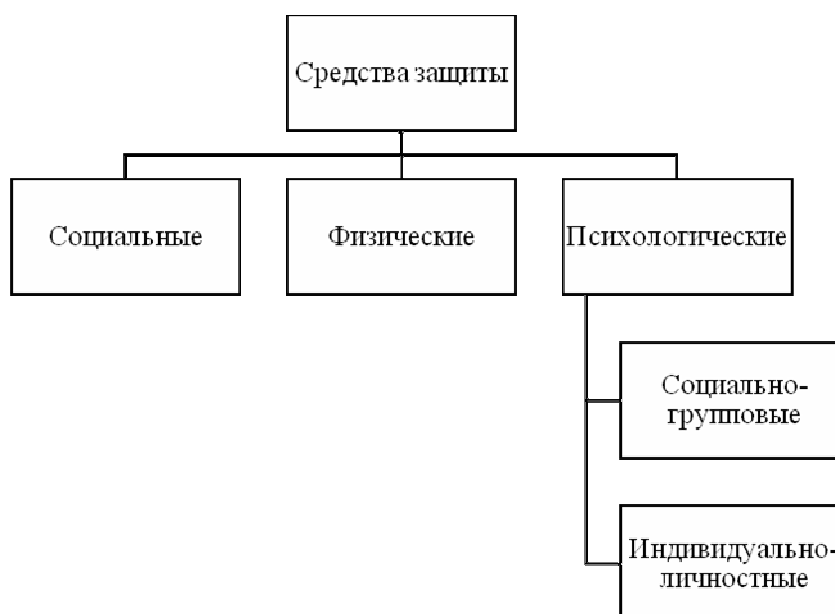 Средства защиты
Социальные
Физические
Психологические
Социально-
групповые
Индивидуально-
личностные